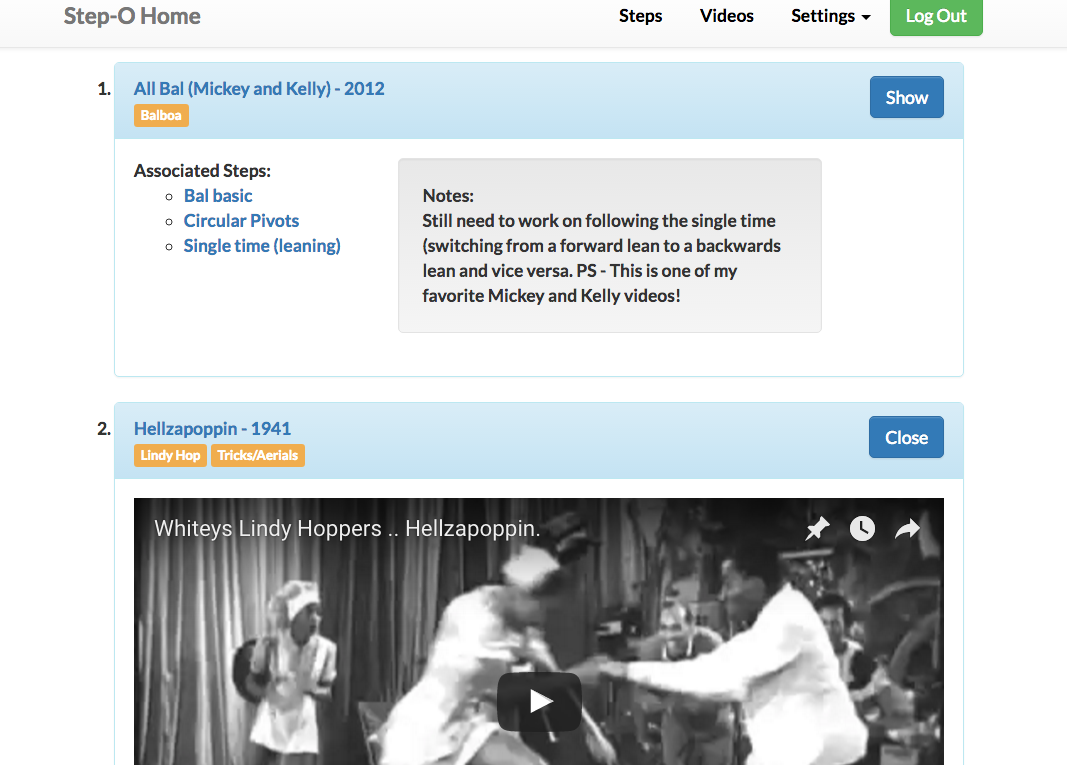 Step-O Home
Steps
Videos
Settings
Log Out
1.
All Bal (Mickey and Kelly) - 2012
Balboa
Show
Associated Steps:
Bal basic
Circular Pivots
Single time (leaning)
Notes:
Still need to work on following the single time
(switching from a forward lean to a backwards
lean and vice versa. PS - This is one of my
favorite Mickey and Kelly videos!
2.
Hellzapoppin - 1941
Lindy Hop
Tricks/Aerials
Close
Whiteys Lindy Hoppers .. Hellzapoppin.